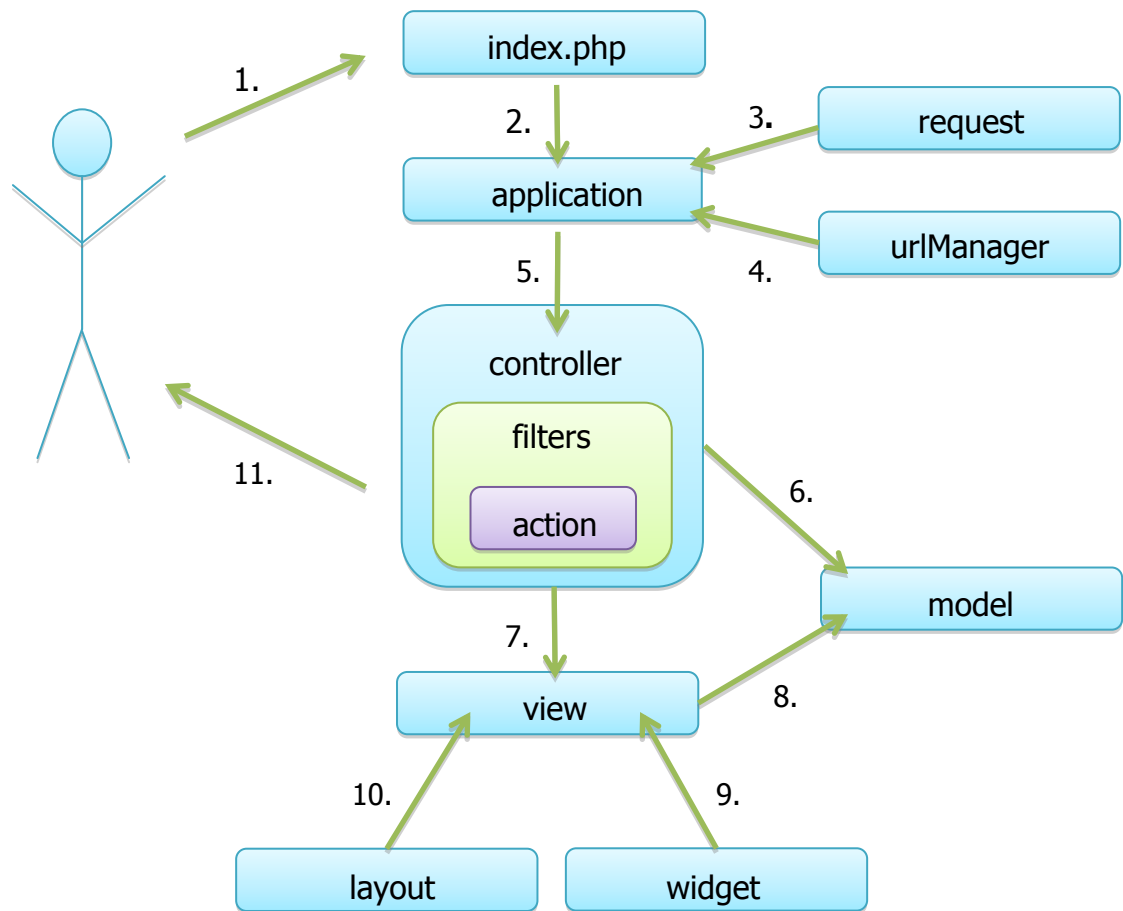 index.php
1.
2.
3.
request
application
urlManager
4.
5.
controller
filters
action
11.
6.
model
7.
view
8.
10.
9.
layout
widget